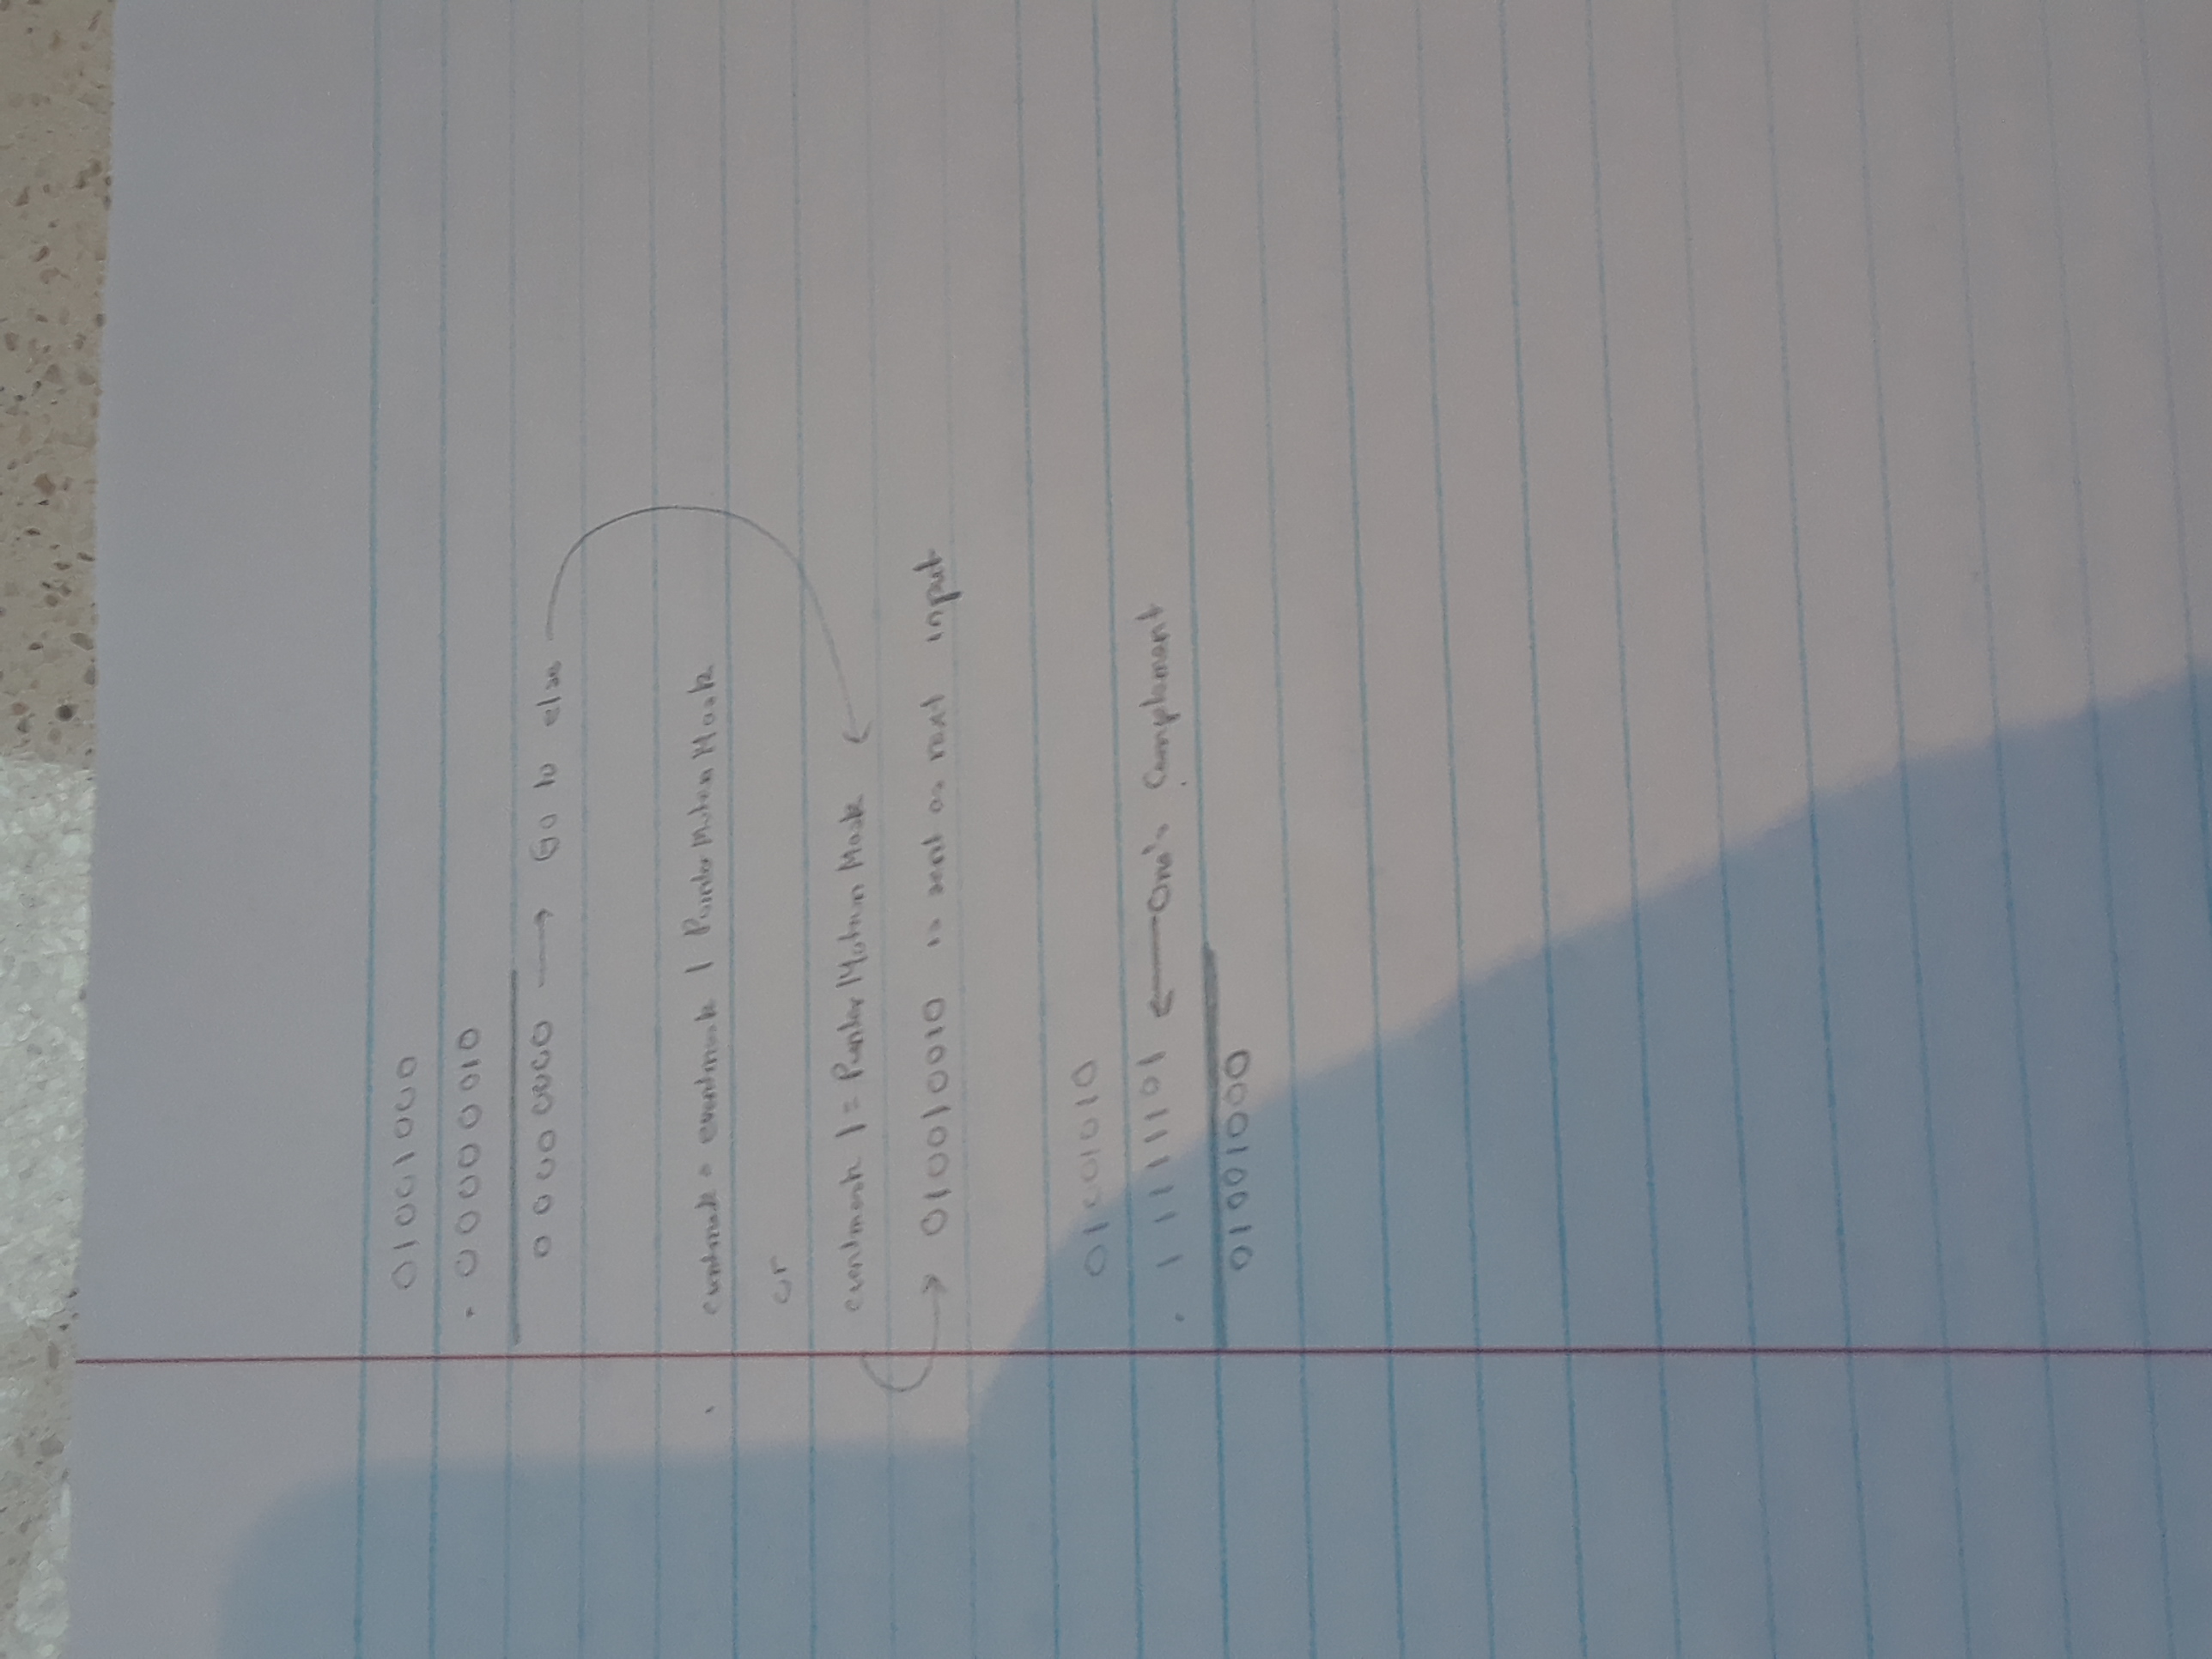 01001000
. 00000010
00000000 → Go to else
. eventmask = eventmask | PointerMotionMask
or
eventmask |= PointerMotionMask ←
→ 010010010 is sent as next input
01001010
. 11111101 ← One's Complement
01001000